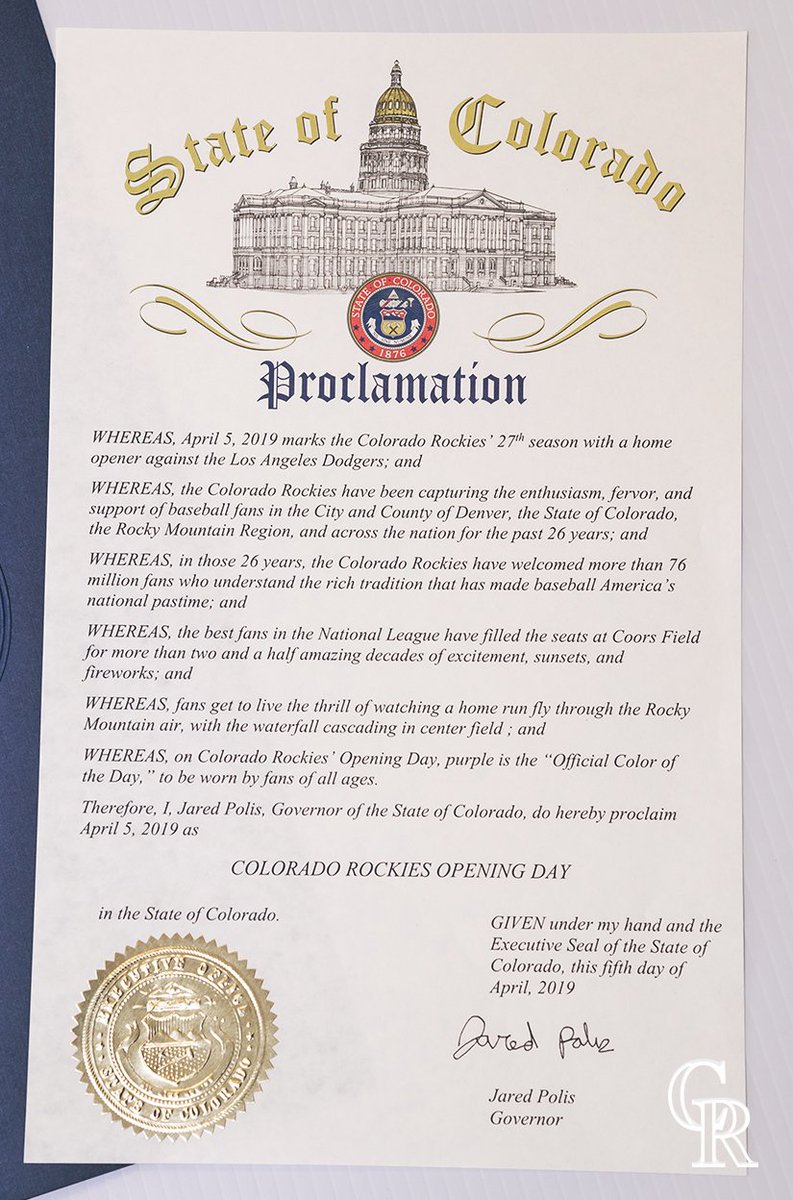 State of Colorado
STATE OF COLORADO
1876
Proclamation
WHEREAS, April 5, 2019 marks the Colorado Rockies’ 27th season with a home
opener against the Los Angeles Dodgers; and
WHEREAS, the Colorado Rockies have been capturing the enthusiasm, fervor, and
support of baseball fans in the City and County of Denver, the State of Colorado,
the Rocky Mountain Region, and across the nation for the past 26 years; and
WHEREAS, in those 26 years, the Colorado Rockies have welcomed more than 76
million fans who understand the rich tradition that has made baseball America’s
national pastime; and
WHEREAS, the best fans in the National League have filled the seats at Coors Field
for more than two and a half amazing decades of excitement, sunsets, and
fireworks; and
WHEREAS, fans get to live the thrill of watching a home run fly through the Rocky
Mountain air, with the waterfall cascading in center field ; and
WHEREAS, on Colorado Rockies’ Opening Day, purple is the “Official Color of
the Day,” to be worn by fans of all ages.
Therefore, I, Jared Polis, Governor of the State of Colorado, do hereby proclaim
April 5, 2019 as
COLORADO ROCKIES OPENING DAY
in the State of Colorado.
GIVEN under my hand and the
Executive Seal of the State of
Colorado, this fifth day of
April, 2019
Jared Polis
Jared Polis
Governor
EXECUTIVE OFFICE
STATE OF COLORADO
CR